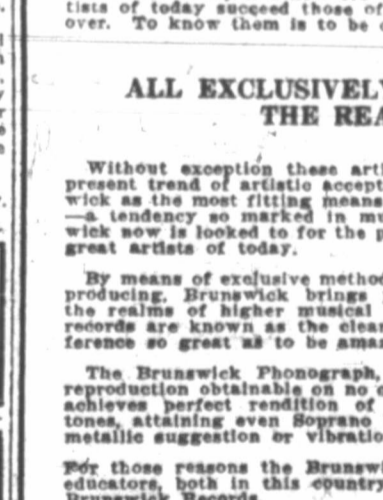 tists of today succeed those of
over. To know them is to be
ALL EXCLUSIVELY
THE REA
Without exception these arti
present trend of artistic accept
wick as the most fitting means
—a tendency so marked in mu
wick now is looked to for the p
great artists of today.
By means of exclusive method
producing, Brunswick brings
the realms of higher musical
records are known as the clea
ference so great as to be amaz
The Brunswick Phonograph,
reproduction obtainable on no o
achieves perfect rendition of
tones, attaining even Soprano
metallic suggestion or vibratio
For those reasons the Brunsw
educators, both in this country
Brunswick Records